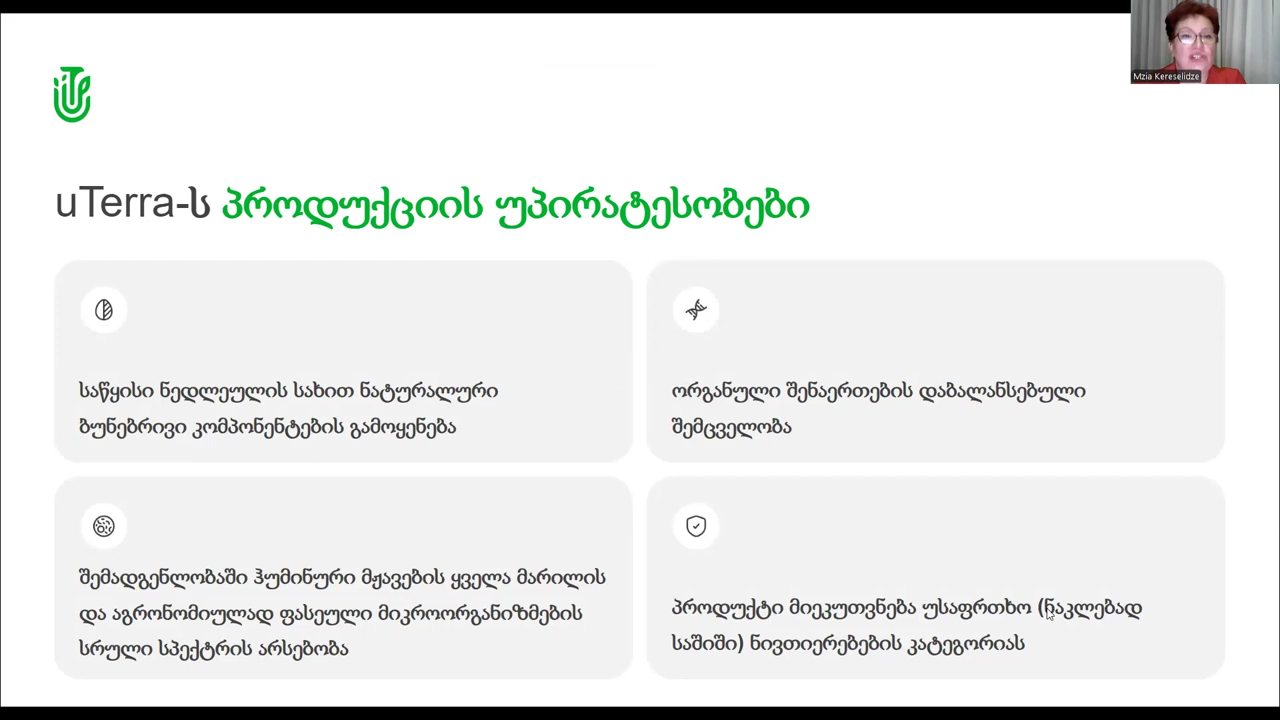 Mzia Kereselidze
uTerra-ს პროდუქციის უპირატესობები
საწყისი ნედლეულის სახით ნატურალური
ბუნებრივი კომპონენტების გამოყენება
ორგანული შენაერთების დაბალანსებული
შემცველობა
შემადგენლობაში ჰუმინური მჟავების ყველა მარილის
და აგრონომიულად ფასეული მიკროორგანიზმების
სრული სპექტრის არსებობა
პროდუქტი მიეკუთვნება უსაფრთხო (ნაკლებად
საშიში) ნივთიერებების კატეგორიას